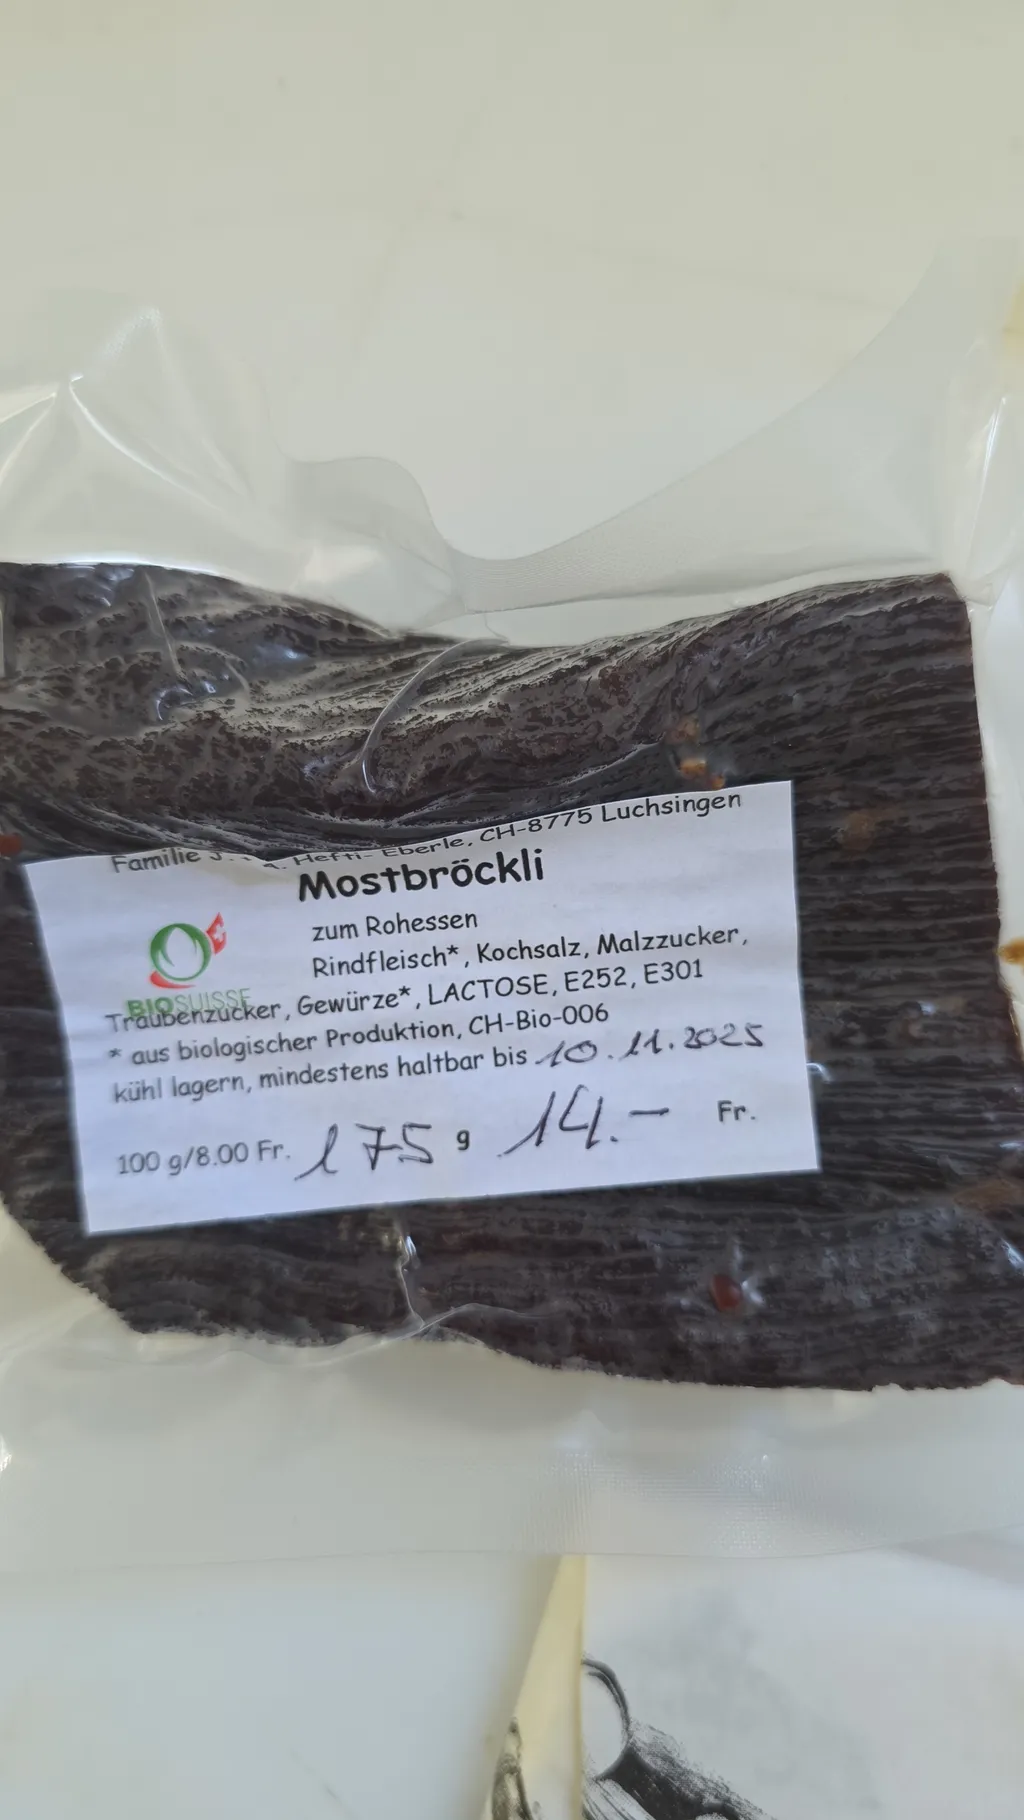 Familie J. Hefti-Eberle, CH-8775 Luchsingen
Mostbröckli
zum Rohessen
Rindfleisch*, Kochsalz, Malzzucker,
BIOSUISSE
Traubenzucker, Gewürze*, LACTOSE, E252, E301
* aus biologischer Produktion, CH-Bio-006
kühl lagern, mindestens haltbar bis 10.11.2025
100 g/8.00 Fr. 175 g 14.- Fr.